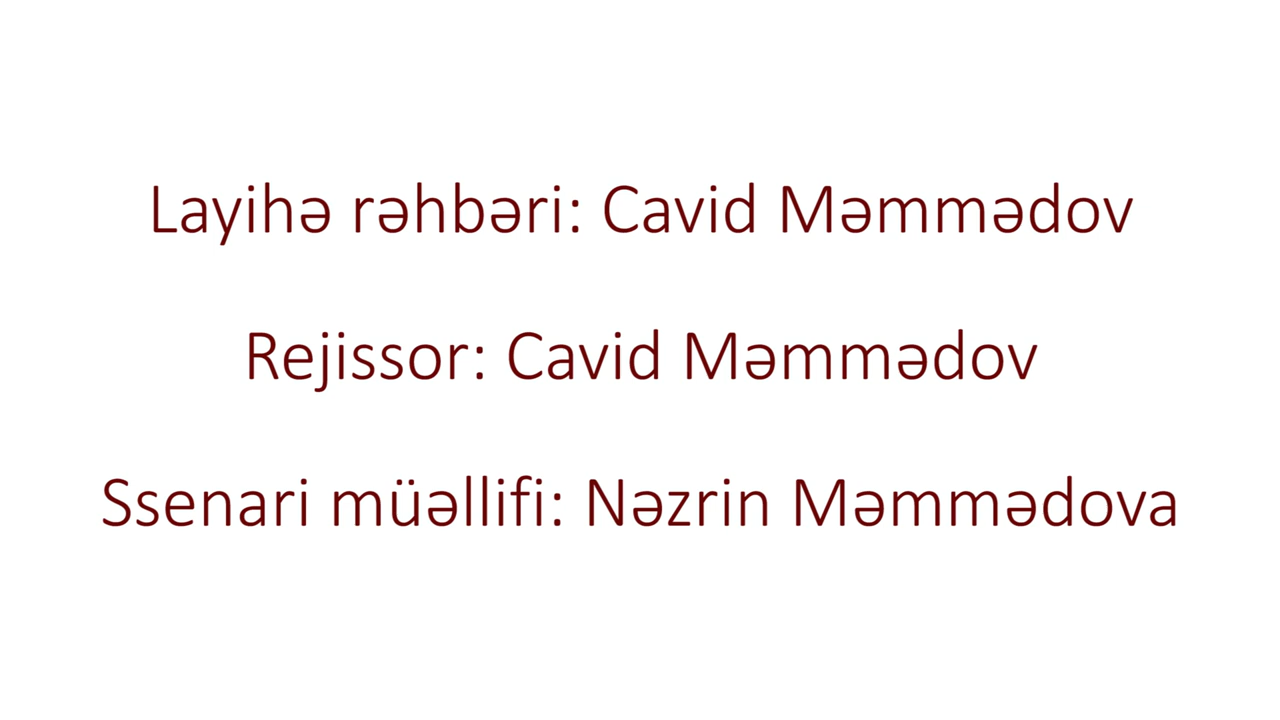 Layihə rəhbəri: Cavid Məmmədov
Rejissor: Cavid Məmmədov
Ssenari müəllifi: Nəzrin Məmmədova